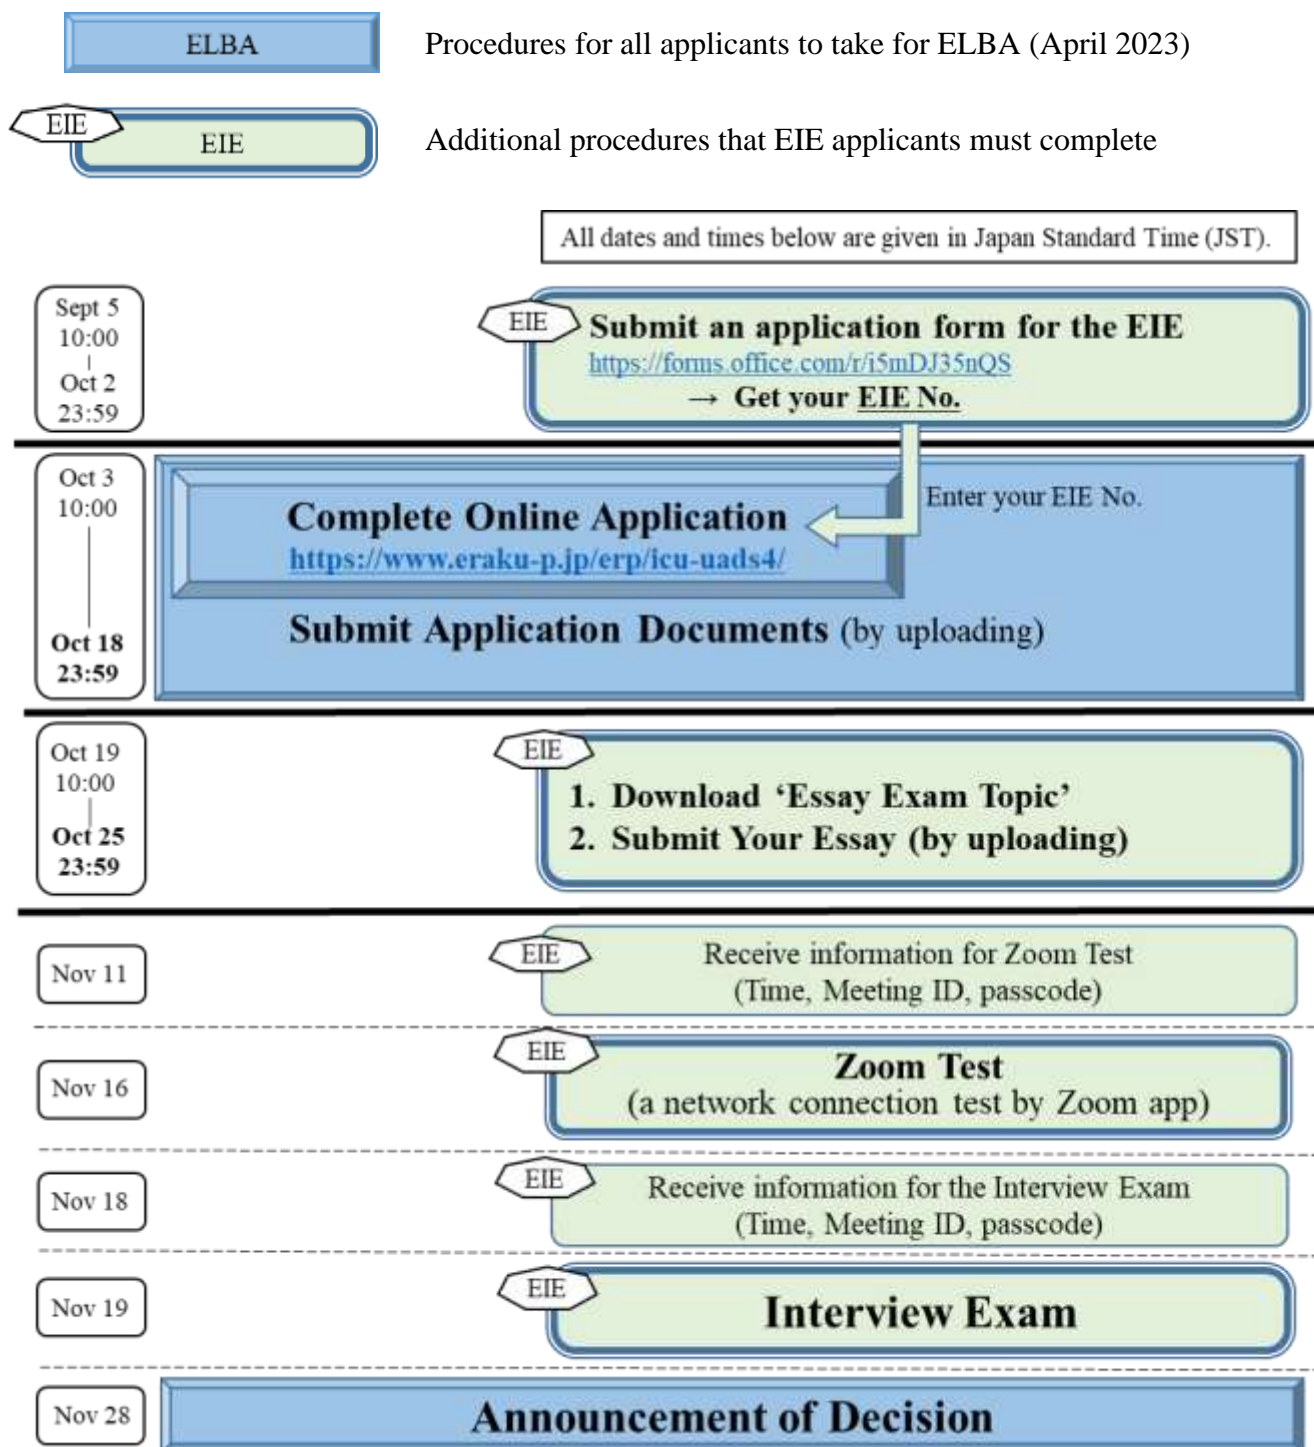 ELBA
Procedures for all applicants to take for ELBA (April 2023)
EIE
EIE
Additional procedures that EIE applicants must complete
All dates and times below are given in Japan Standard Time (JST).
Sept 5
10:00
|
Oct 2
23:59
EIE
Submit an application form for the EIE
https://forms.office.com/r/i5mDJ35nQS
→ Get your EIE No.
Oct 3
10:00
Oct 18
23:59
Enter your EIE No.
Complete Online Application
https://www.eraku-p.jp/erp/icu-uads4/
Submit Application Documents (by uploading)
Oct 19
10:00
|
Oct 25
23:59
EIE
1. Download ‘Essay Exam Topic’
2. Submit Your Essay (by uploading)
Nov 11
EIE
Receive information for Zoom Test
(Time, Meeting ID, passcode)
Nov 16
EIE
Zoom Test
(a network connection test by Zoom app)
Nov 18
EIE
Receive information for the Interview Exam
(Time, Meeting ID, passcode)
Nov 19
EIE
Interview Exam
Nov 28
Announcement of Decision